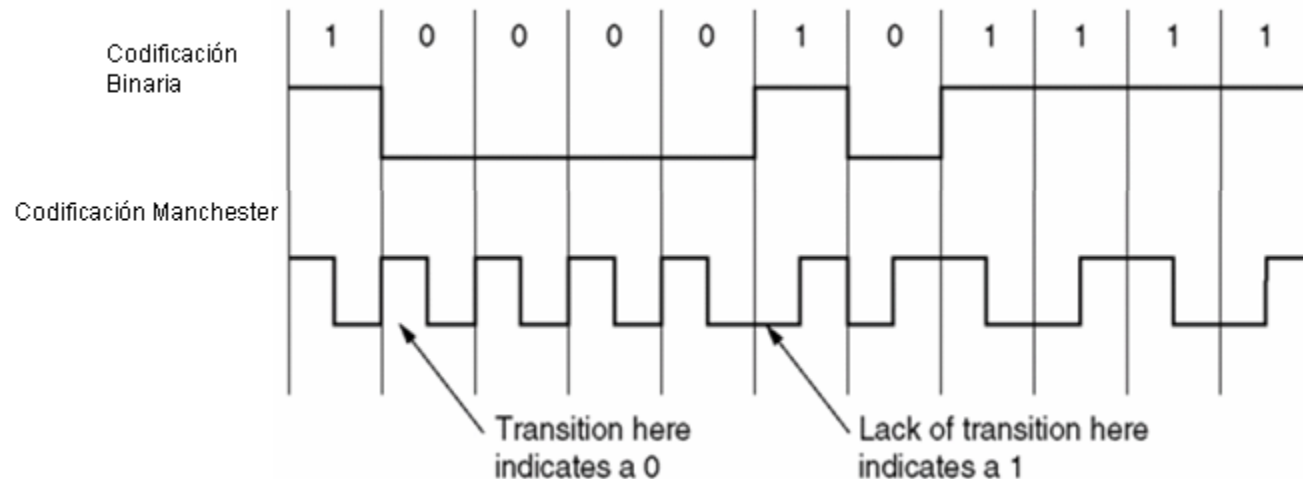 1 0 0 0 0 1 0 1 1 1 1
Codificación
Binaria
Codificación Manchester
Transition here
indicates a 0
Lack of transition here
indicates a 1